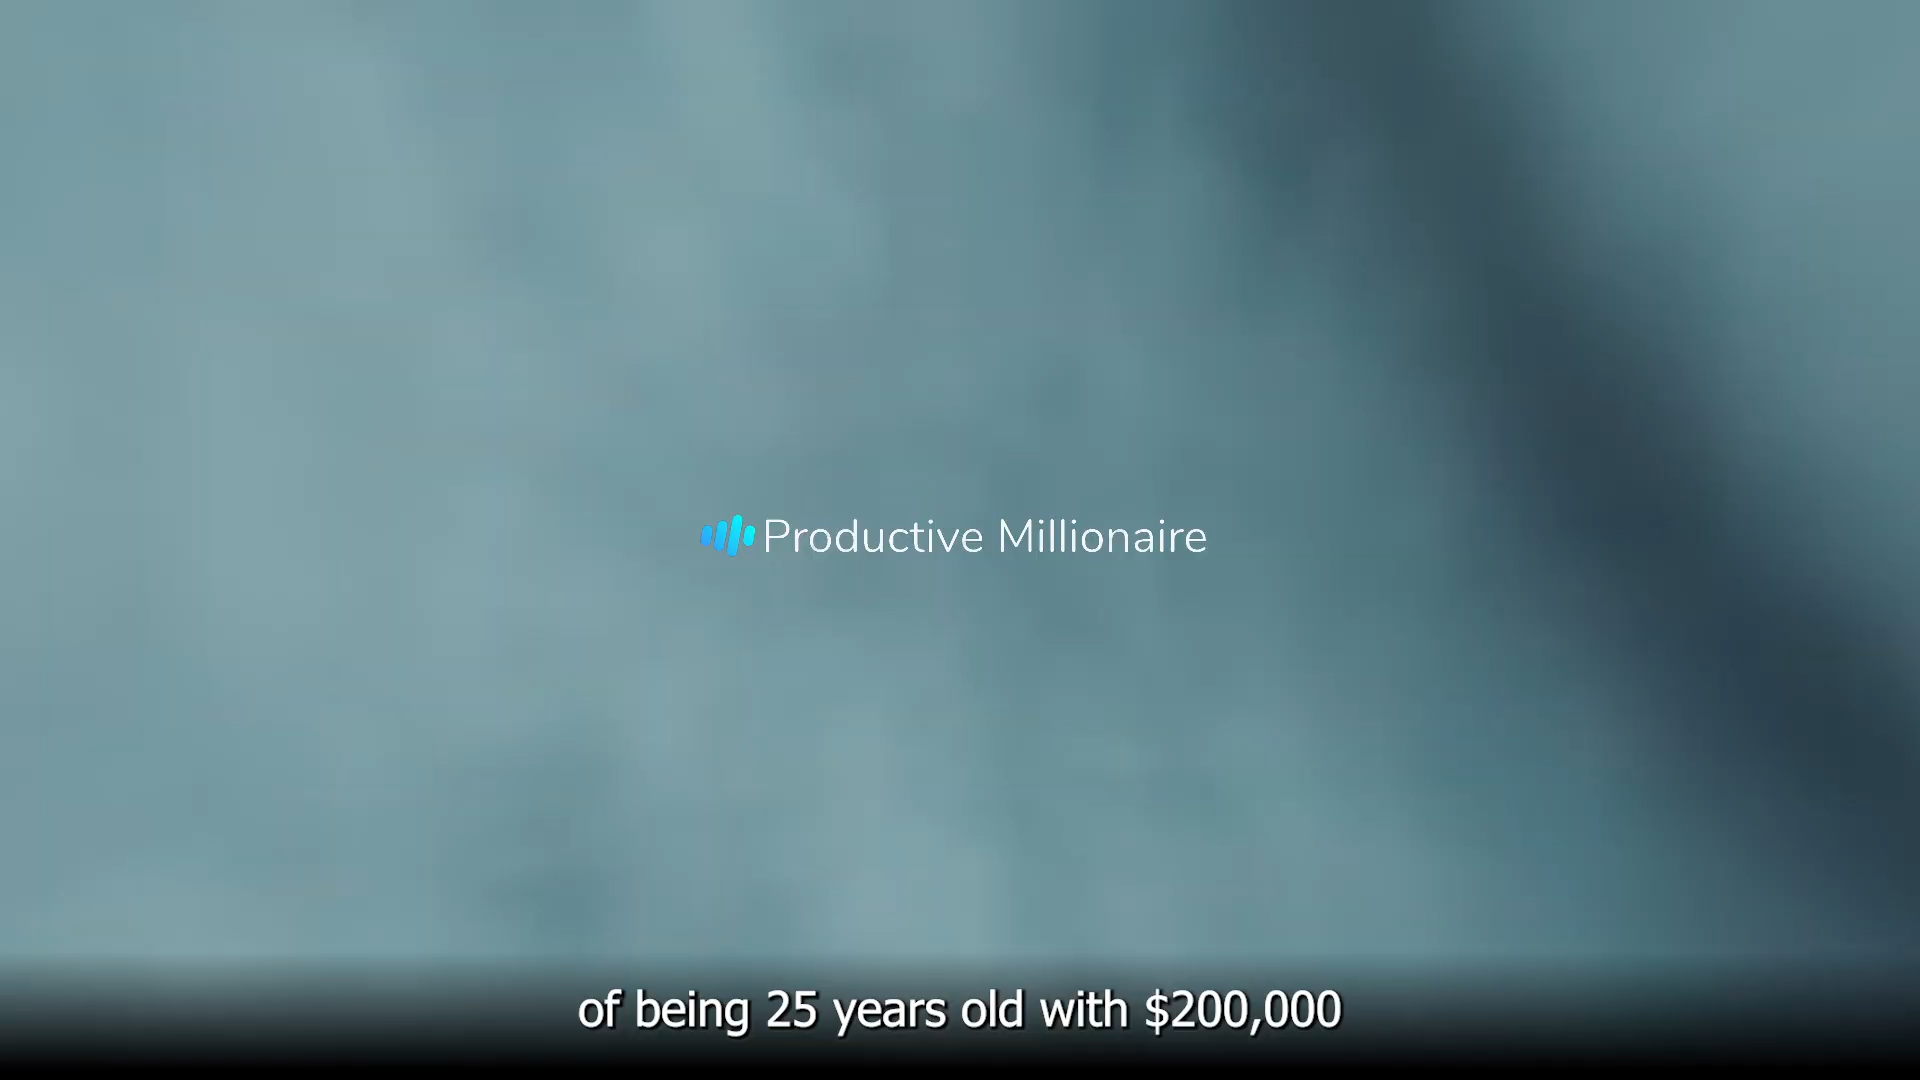 Productive Millionaire
of being 25 years old with $200,000